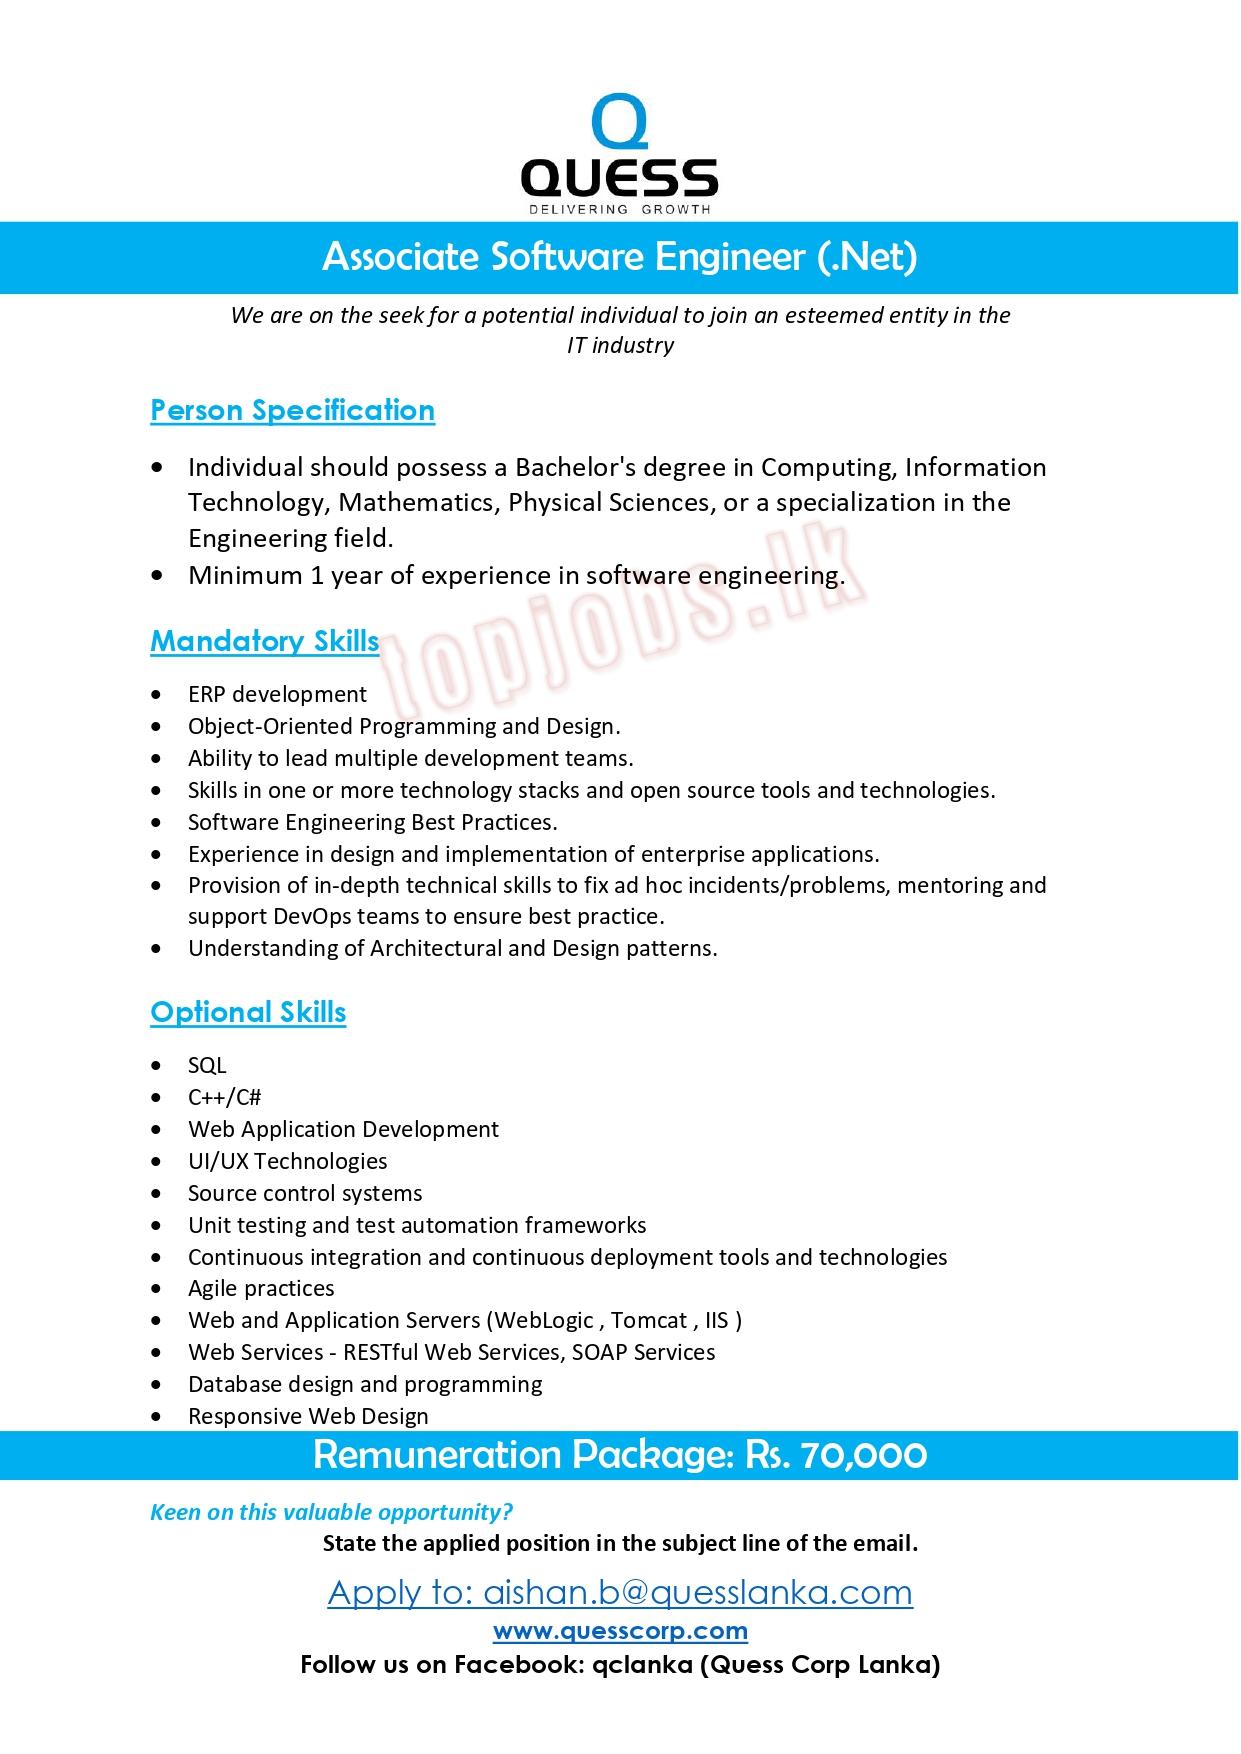 Q
QUESS
DELIVERING GROWTH
Associate Software Engineer (.Net)
We are on the seek for a potential individual to join an esteemed entity in the
IT industry
Person Specification
• Individual should possess a Bachelor's degree in Computing, Information
Technology, Mathematics, Physical Sciences, or a specialization in the
Engineering field.
• Minimum 1 year of experience in software engineering.
topjobs.lk
Mandatory Skills
• ERP development
• Object-Oriented Programming and Design.
• Ability to lead multiple development teams.
• Skills in one or more technology stacks and open source tools and technologies.
• Software Engineering Best Practices.
• Experience in design and implementation of enterprise applications.
• Provision of in-depth technical skills to fix ad hoc incidents/problems, mentoring and
support DevOps teams to ensure best practice.
• Understanding of Architectural and Design patterns.
Optional Skills
• SQL
• C++/C#
• Web Application Development
• UI/UX Technologies
• Source control systems
• Unit testing and test automation frameworks
• Continuous integration and continuous deployment tools and technologies
• Agile practices
• Web and Application Servers (WebLogic , Tomcat , IIS )
• Web Services - RESTful Web Services, SOAP Services
• Database design and programming
• Responsive Web Design
Remuneration Package: Rs. 70,000
Keen on this valuable opportunity?
State the applied position in the subject line of the email.
Apply to: aishan.b@quesslanka.com
www.quesscorp.com
Follow us on Facebook: qclanka (Quess Corp Lanka)